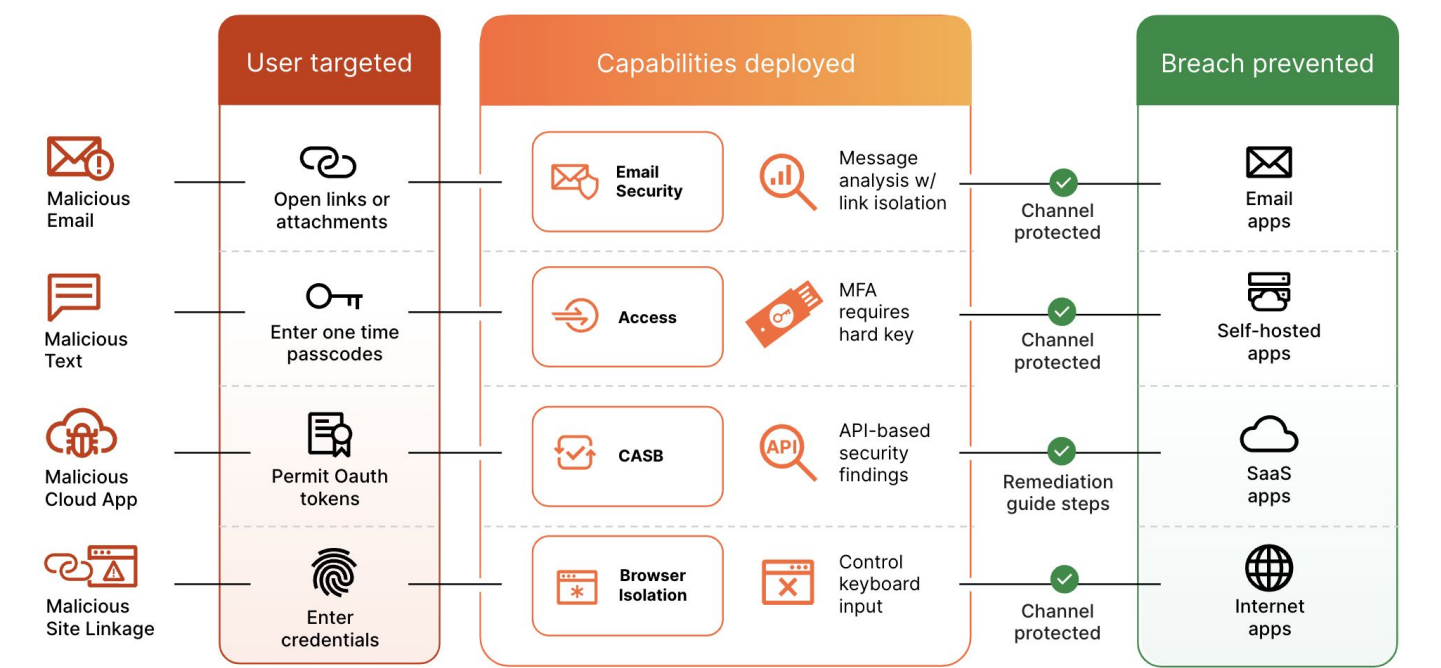 User targeted
Capabilities deployed
Breach prevented
Malicious
Email
Open links or
attachments
Email
Security
Message
analysis w/
link isolation
Channel
protected
Email
apps
Malicious
Text
Enter one time
passcodes
Access
MFA
requires
hard key
Channel
protected
Self-hosted
apps
Malicious
Cloud App
Permit Oauth
tokens
CASB
API
API-based
security
findings
Remediation
guide steps
SaaS
apps
Malicious
Site Linkage
Enter
credentials
Browser
Isolation
Control
keyboard
input
Channel
protected
Internet
apps